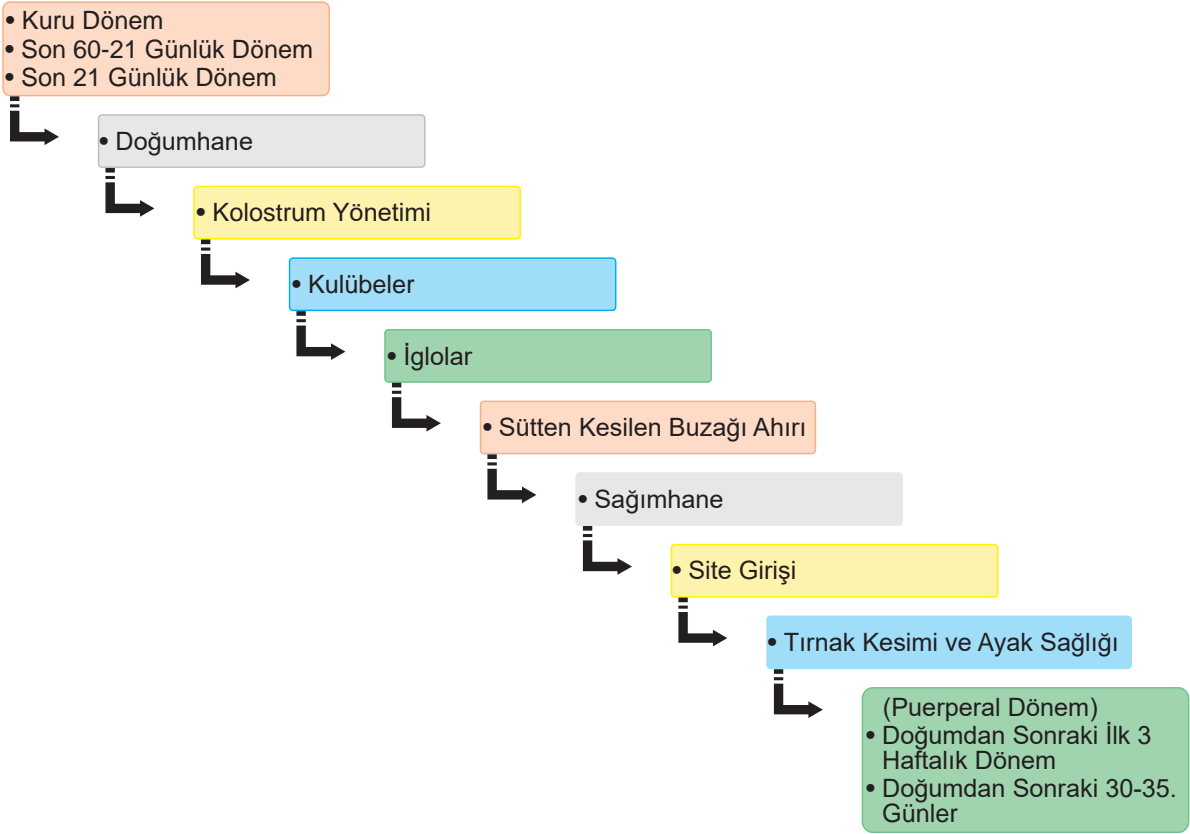 • Kuru Dönem
• Son 60-21 Günlük Dönem
• Son 21 Günlük Dönem
• Doğumhane
• Kolostrum Yönetimi
• Kulübeler
• İglolar
• Sütten Kesilen Buzağı Ahırı
• Sağımhane
• Site Girişi
• Tırnak Kesimi ve Ayak Sağlığı
(Puerperal Dönem)
• Doğumdan Sonraki İlk 3
Haftalık Dönem
• Doğumdan Sonraki 30-35.
Günler